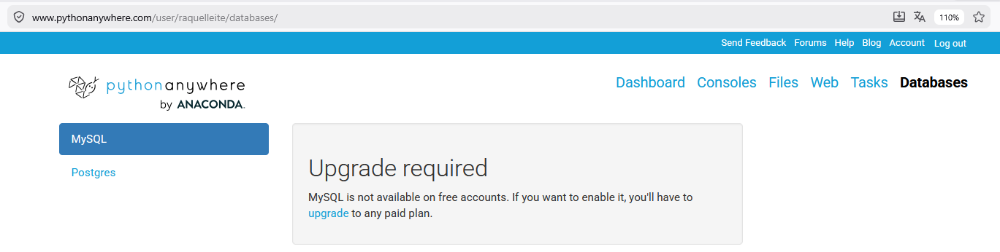 www.pythonanywhere.com/user/raquelleite/databases/
110%
Send Feedback Forums Help Blog Account Log out
pythonanywhere
by ANACONDA.
Dashboard Consoles Files Web Tasks Databases
MySQL
Postgres
Upgrade required
MySQL is not available on free accounts. If you want to enable it, you'll have to
upgrade to any paid plan.